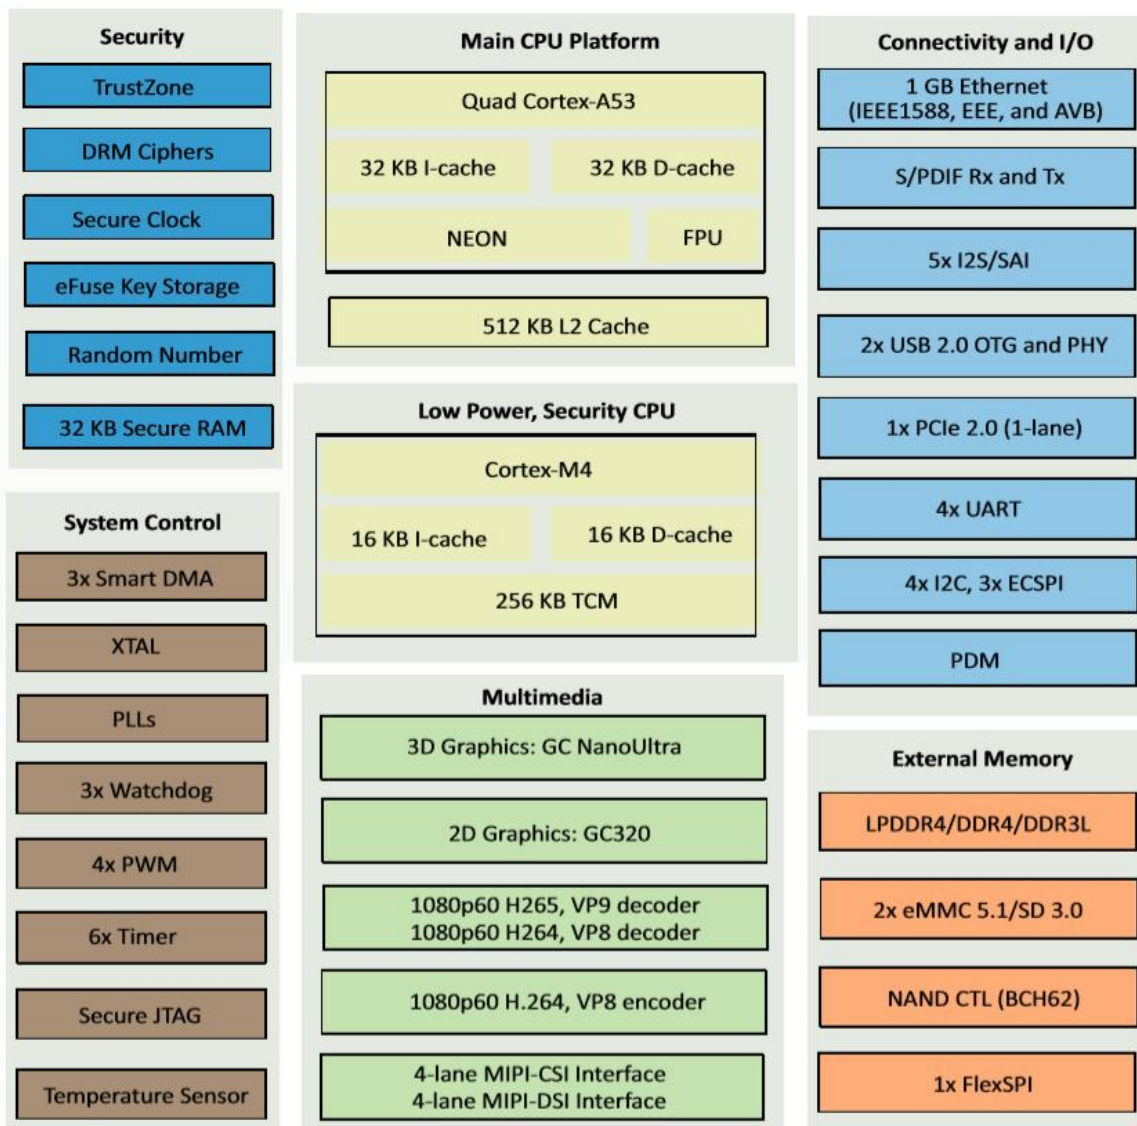 Security
TrustZone
DRM Ciphers
Secure Clock
eFuse Key Storage
Random Number
32 KB Secure RAM
System Control
3x Smart DMA
XTAL
PLLs
3x Watchdog
4x PWM
6x Timer
Secure JTAG
Temperature Sensor
Main CPU Platform
Quad Cortex-A53
32 KB I-cache
32 KB D-cache
NEON
FPU
512 KB L2 Cache
Low Power, Security CPU
Cortex-M4
16 KB I-cache
16 KB D-cache
256 KB TCM
Multimedia
3D Graphics: GC NanoUltra
2D Graphics: GC320
1080p60 H265, VP9 decoder
1080p60 H264, VP8 decoder
1080p60 H.264, VP8 encoder
4-lane MIPI-CSI Interface
4-lane MIPI-DSI Interface
Connectivity and I/O
1 GB Ethernet
(IEEE1588, EEE, and AVB)
S/PDIF Rx and Tx
5x I2S/SAI
2x USB 2.0 OTG and PHY
1x PCIe 2.0 (1-lane)
4x UART
4x I2C, 3x ECSPI
PDM
External Memory
LPDDR4/DDR4/DDR3L
2x eMMC 5.1/SD 3.0
NAND CTL (BCH62)
1x FlexSPI